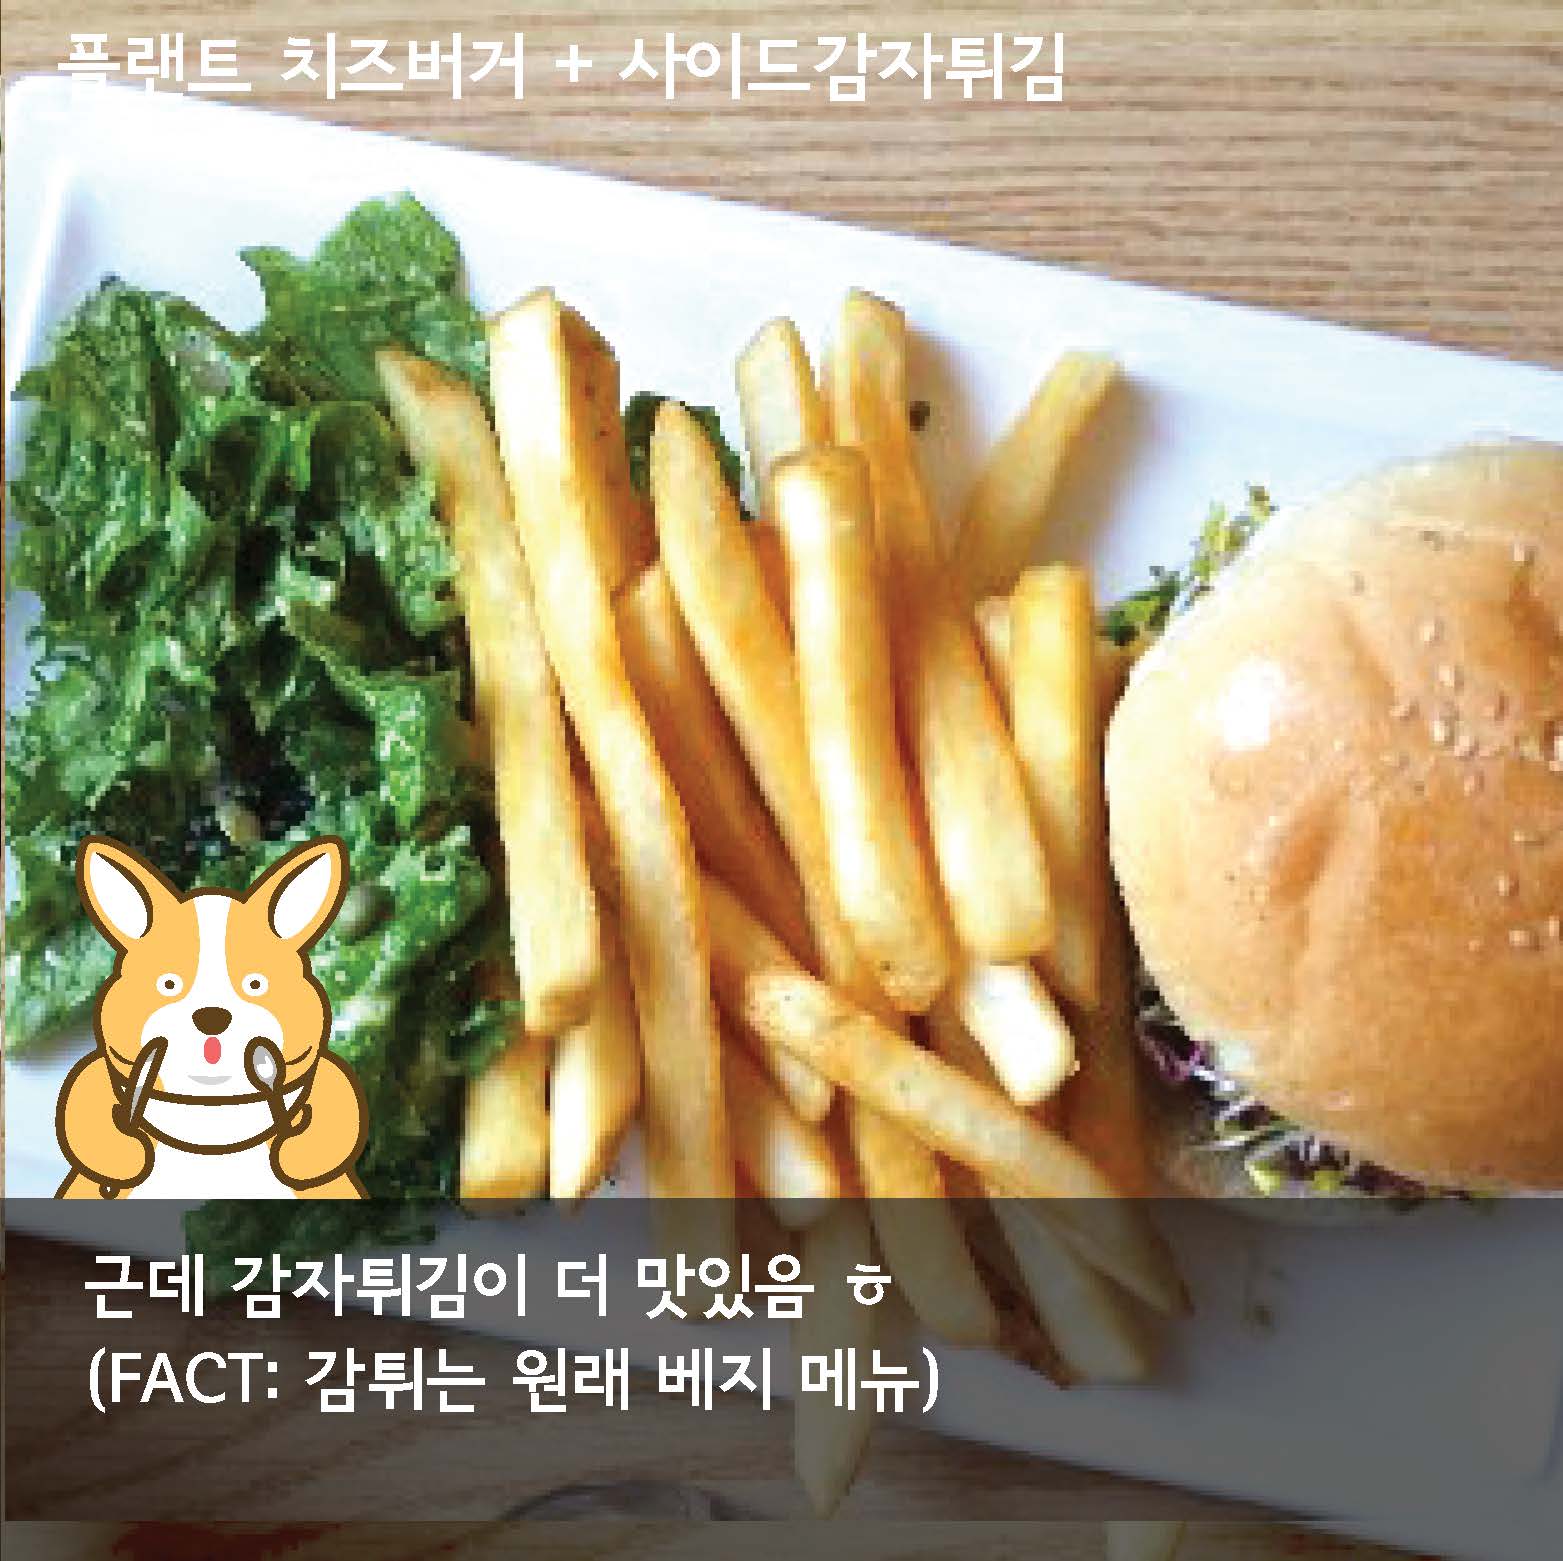 플랜트 치즈버거 + 사이드감자튀김
근데 감자튀김이 더 맛있음 ㅎ
(FACT: 감튀는 원래 베지 메뉴)